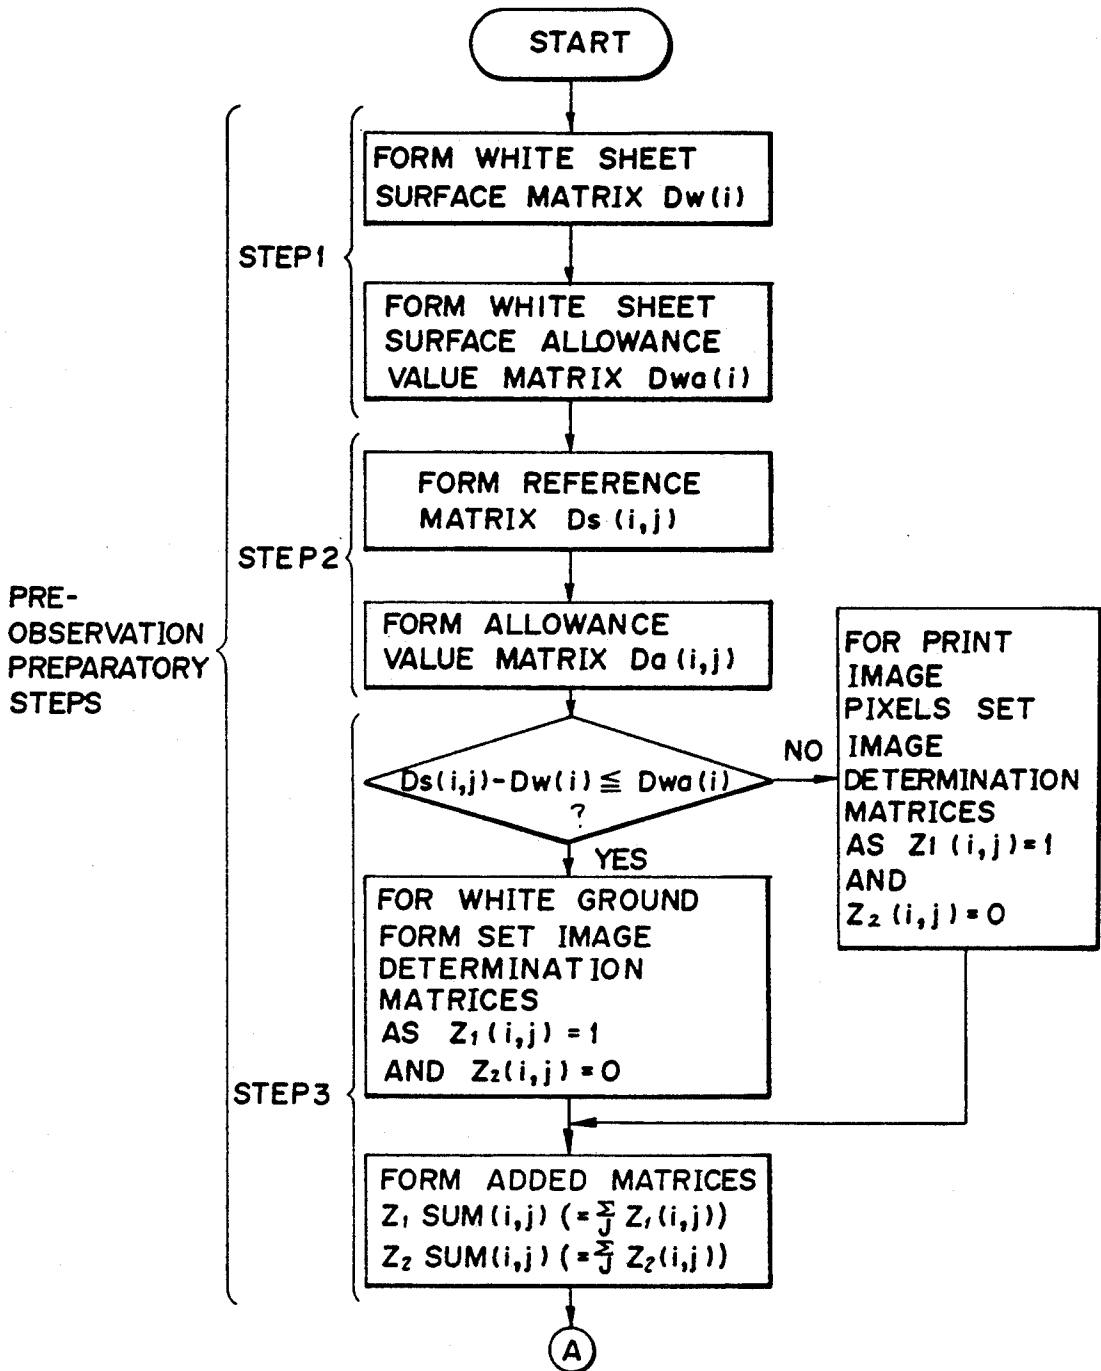 START
FORM WHITE SHEET
SURFACE MATRIX Dw(i)
STEP1
FORM WHITE SHEET
SURFACE ALLOWANCE
VALUE MATRIX Dwa(i)
FORM REFERENCE
MATRIX Ds (i,j)
STEP2
FORM ALLOWANCE
VALUE MATRIX Da (i,j)
PRE-
OBSERVATION
PREPARATORY
STEPS
Ds(i,j)-Dw(i) ≦ Dwa(i)
?
NO
YES
FOR PRINT
IMAGE
PIXELS SET
IMAGE
DETERMINATION
MATRICES
AS Z1 (i,j)=1
AND
Z₂ (i,j)=0
FOR WHITE GROUND
FORM SET IMAGE
DETERMINATION
MATRICES
AS Z₁(i,j) = 1
AND Z₂(i,j)=0
STEP3
FORM ADDED MATRICES
Z₁ SUM(i,j) (=Σj Z₁(i,j))
Z₂ SUM(i,j) (=Σj Z₂(i,j))
A